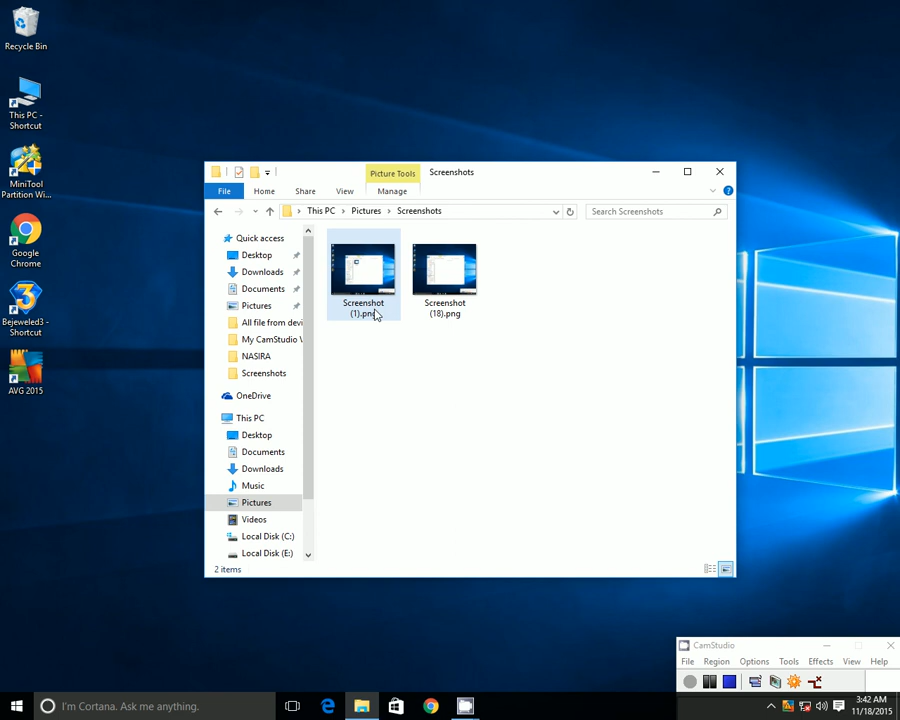 Recycle Bin
This PC -
Shortcut
MiniTool
Partition Wi...
Google
Chrome
Bejeweled3 -
Shortcut
AVG 2015
Picture Tools
Screenshots
File
Home
Share
View
Manage
This PC
Pictures
Screenshots
Search Screenshots
Quick access
Desktop
Downloads
Documents
Pictures
All file from devi
My CamStudio V
NASIRA
Screenshots
OneDrive
This PC
Desktop
Documents
Downloads
Music
Pictures
Videos
Local Disk (C:)
Local Disk (E:)
Screenshot
(1).png
Screenshot
(18).png
2 items
CamStudio
File Region Options Tools Effects View Help
I'm Cortana. Ask me anything.
3:42 AM
11/18/2015